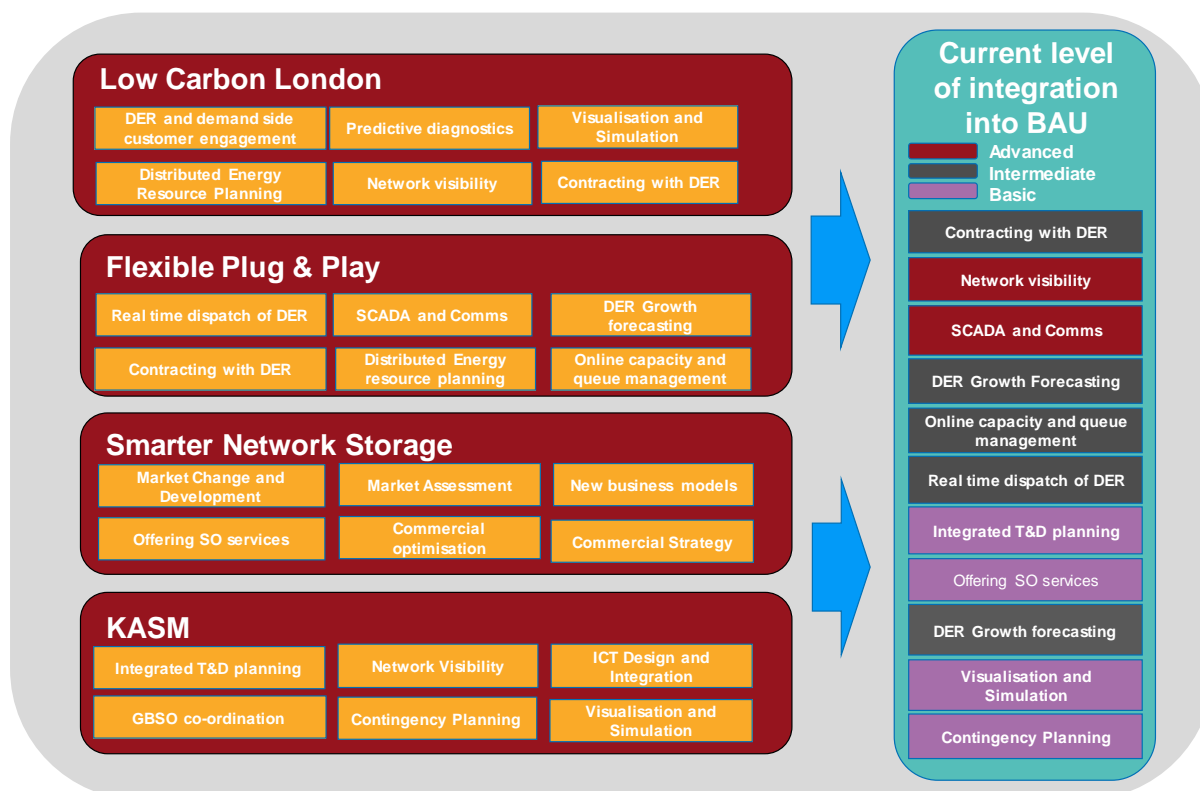 Low Carbon London
DER and demand side
customer engagement
Predictive diagnostics
Visualisation and
Simulation
Distributed Energy
Resource Planning
Network visibility
Contracting with DER
Flexible Plug & Play
Real time dispatch of DER
SCADA and Comms
DER Growth
forecasting
Contracting with DER
Distributed Energy
resource planning
Online capacity and
queue management
Smarter Network Storage
Market Change and
Development
Market Assessment
New business models
Offering SO services
Commercial
optimisation
Commercial Strategy
KASM
Integrated T&D planning
Network Visibility
ICT Design and
Integration
GBSO co-ordination
Contingency Planning
Visualisation and
Simulation
Current level
of integration
into BAU
Advanced
Intermediate
Basic
Contracting with DER
Network visibility
SCADA and Comms
DER Growth Forecasting
Online capacity and queue
management
Real time dispatch of DER
Integrated T&D planning
Offering SO services
DER Growth forecasting
Visualisation and
Simulation
Contingency Planning